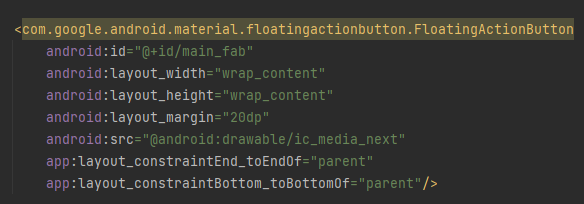 <com.google.android.material.floatingactionbutton.FloatingActionButton
android:id="@+id/main_fab"
android:layout_width="wrap_content"
android:layout_height="wrap_content"
android:layout_margin="20dp"
android:src="@android:drawable/ic_media_next"
app:layout_constraintEnd_toEndOf="parent"
app:layout_constraintBottom_toBottomOf="parent"/>